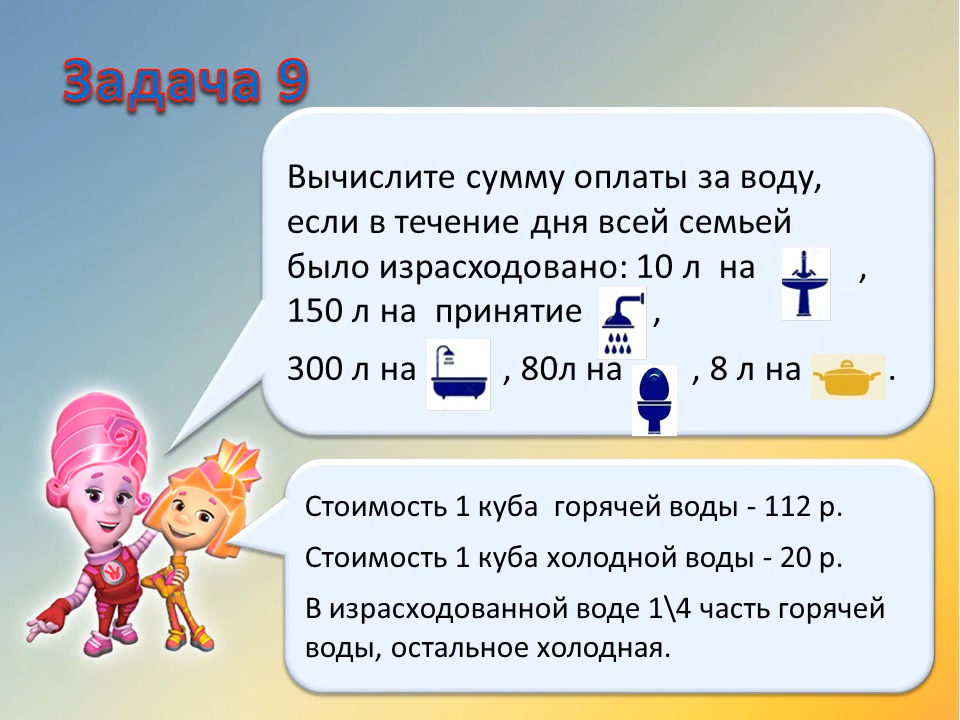 Задача 9
Вычислите сумму оплаты за воду,
если в течение дня всей семьей
было израсходовано: 10 л на ,
150 л на принятие ,
300 л на , 80л на , 8 л на .
Стоимость 1 куба горячей воды - 112 р.
Стоимость 1 куба холодной воды - 20 р.
В израсходованной воде 1\4 часть горячей
воды, остальное холодная.